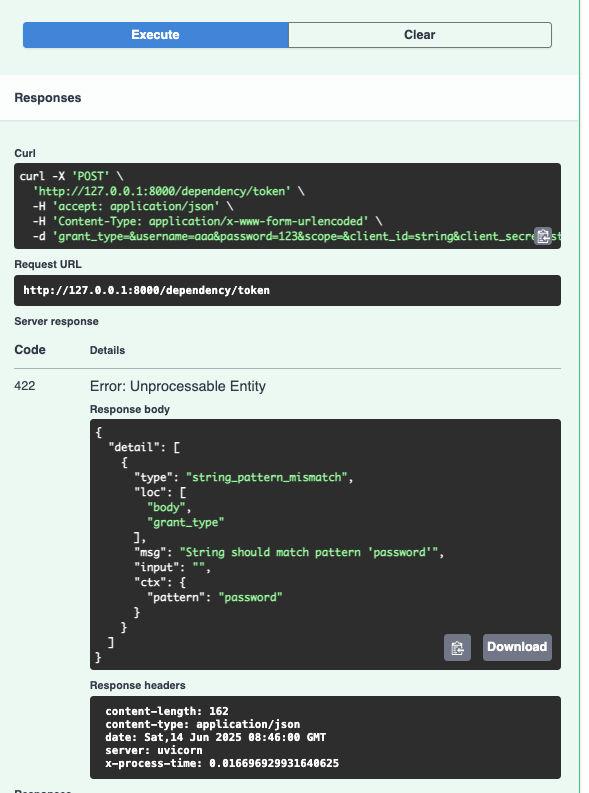 Execute
Clear
Responses
Curl
curl -X 'POST' \
'http://127.0.0.1:8000/dependency/token' \
-H 'accept: application/json' \
-H 'Content-Type: application/x-www-form-urlencoded' \
-d 'grant_type=&username=aaa&password=123&scope=&client_id=string&client_secre
Request URL
http://127.0.0.1:8000/dependency/token
Server response
Code
Details
422
Error: Unprocessable Entity
Response body
{
"detail": [
{
"type": "string_pattern_mismatch",
"loc": [
"body",
"grant_type"
],
"msg": "String should match pattern 'password'",
"input": "",
"ctx": {
"pattern": "password"
}
}
]
}
Download
Response headers
content-length: 162
content-type: application/json
date: Sat,14 Jun 2025 08:46:00 GMT
server: uvicorn
x-process-time: 0.016696929931640625